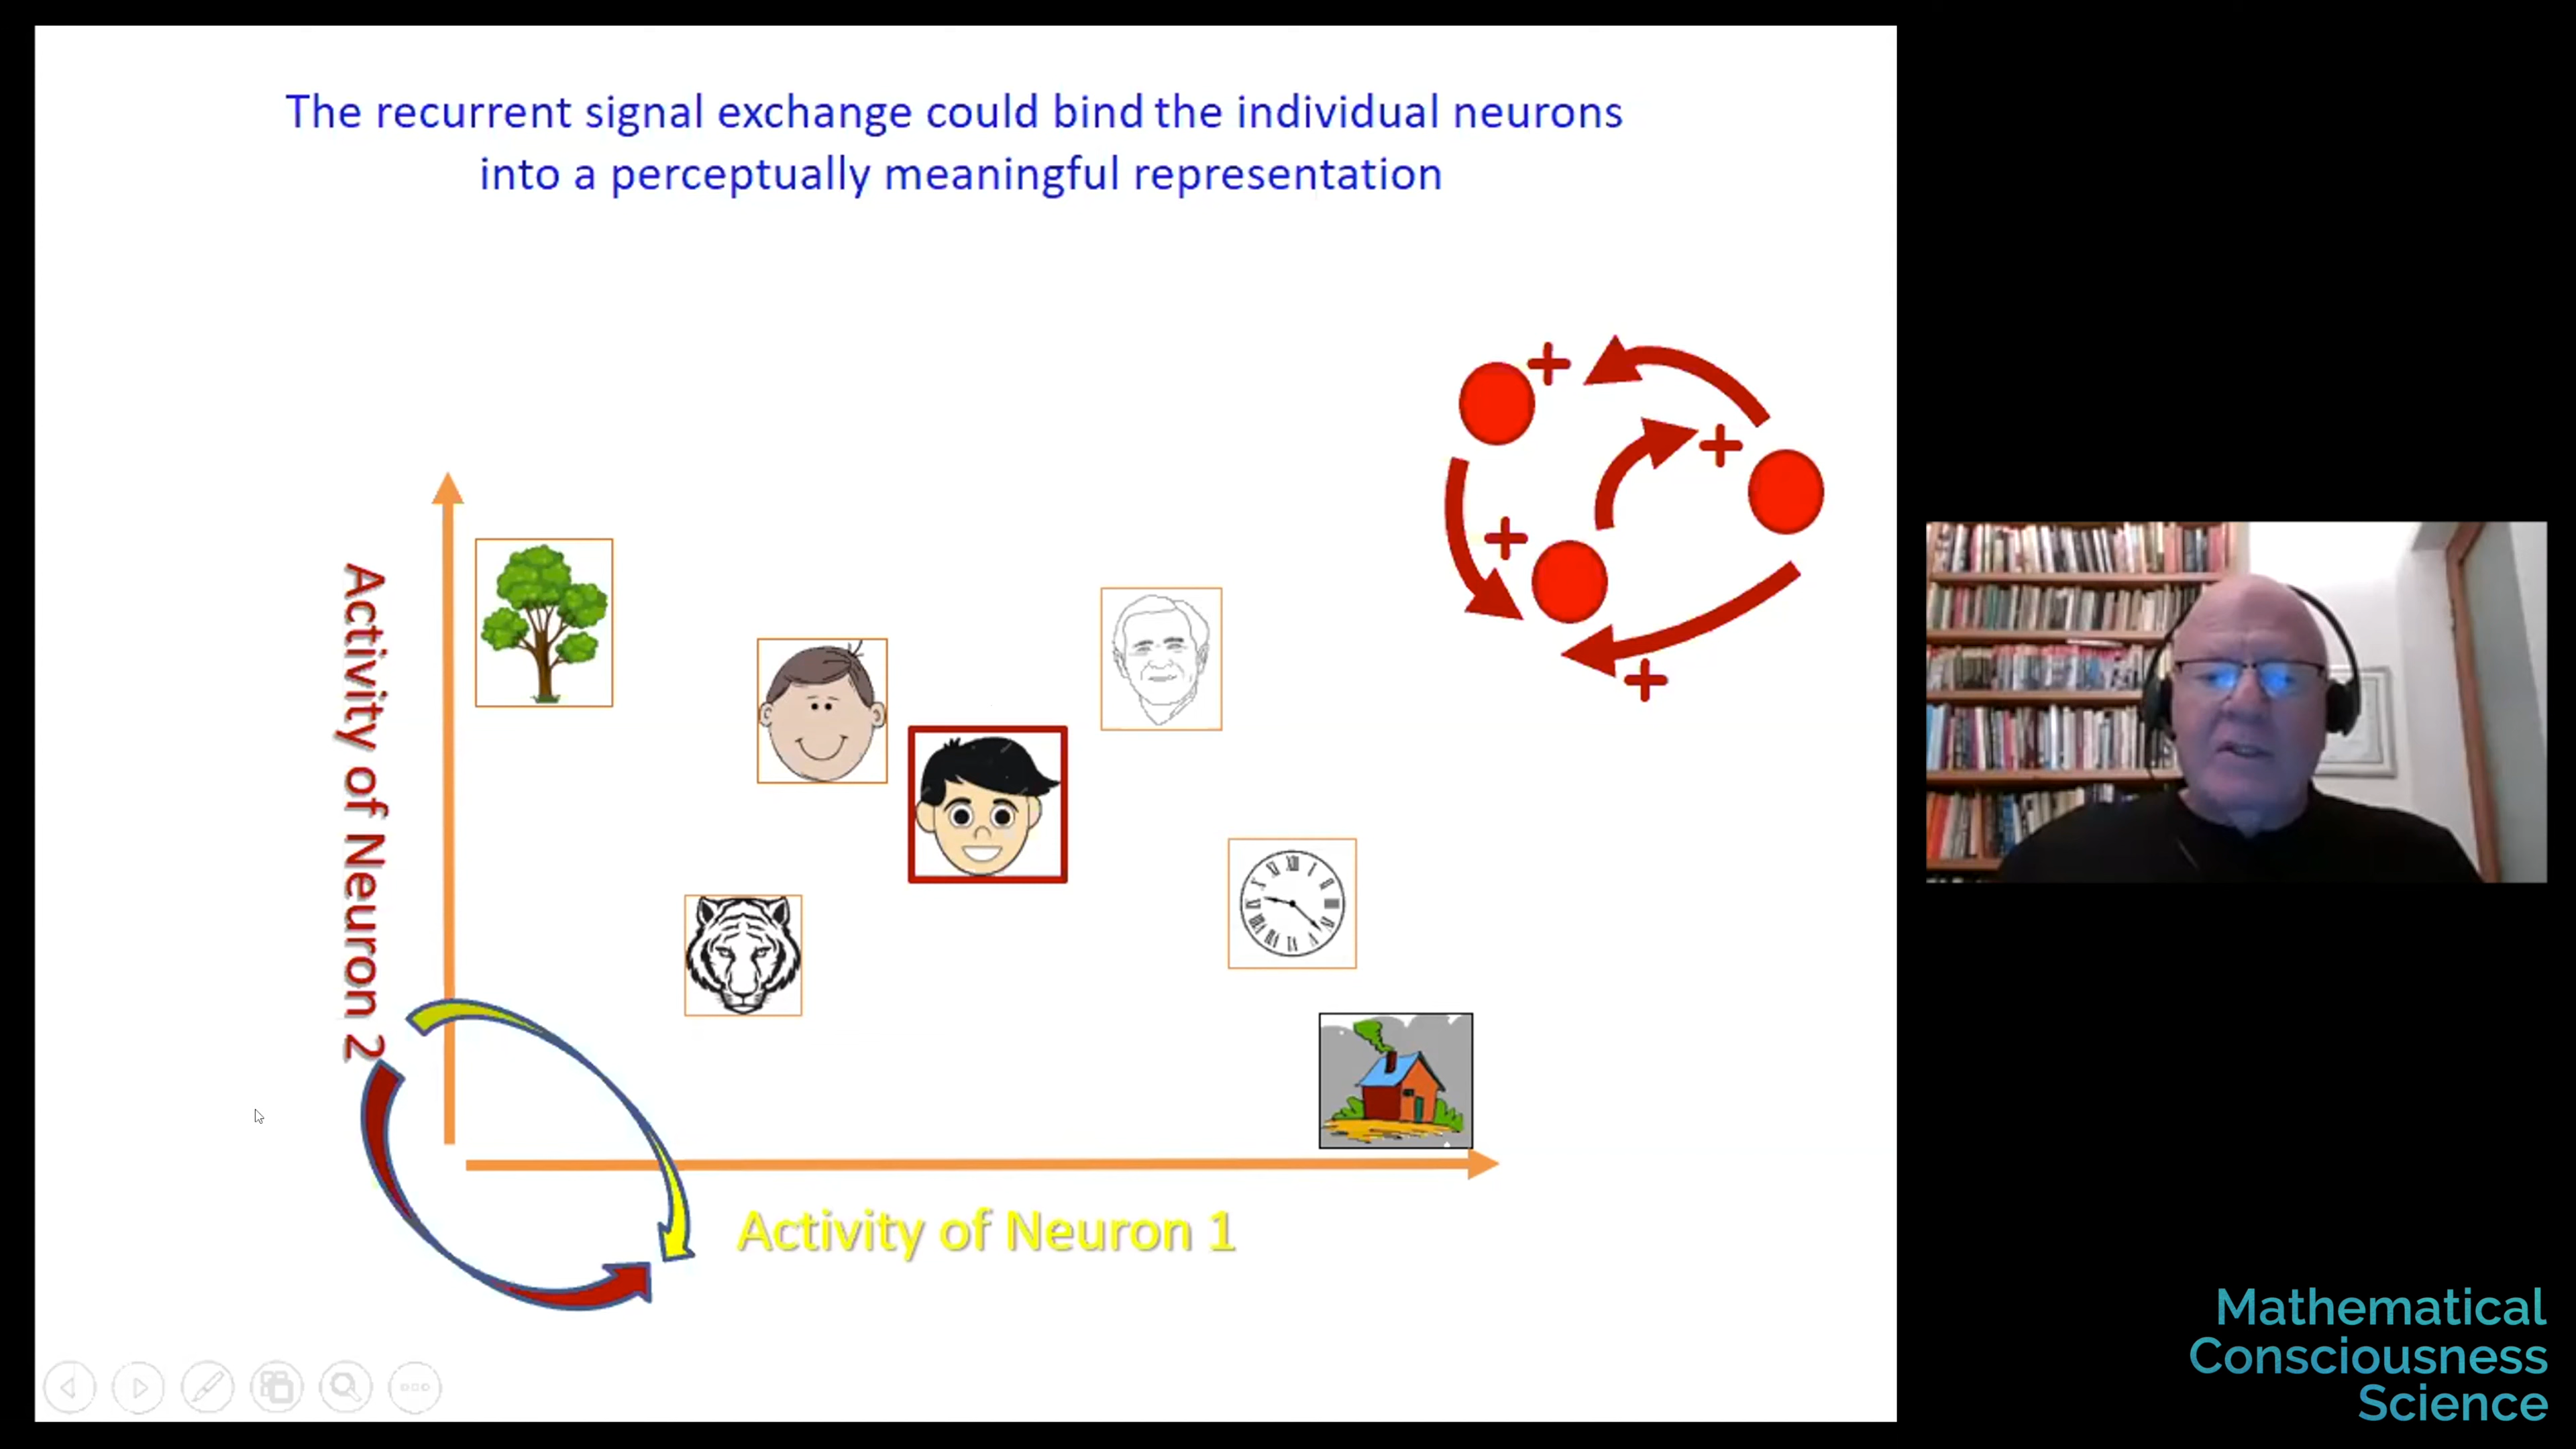 The recurrent signal exchange could bind the individual neurons
into a perceptually meaningful representation
+
+
+
+
Activity of Neuron 2
Activity of Neuron 1
Mathematical
Consciousness
Science